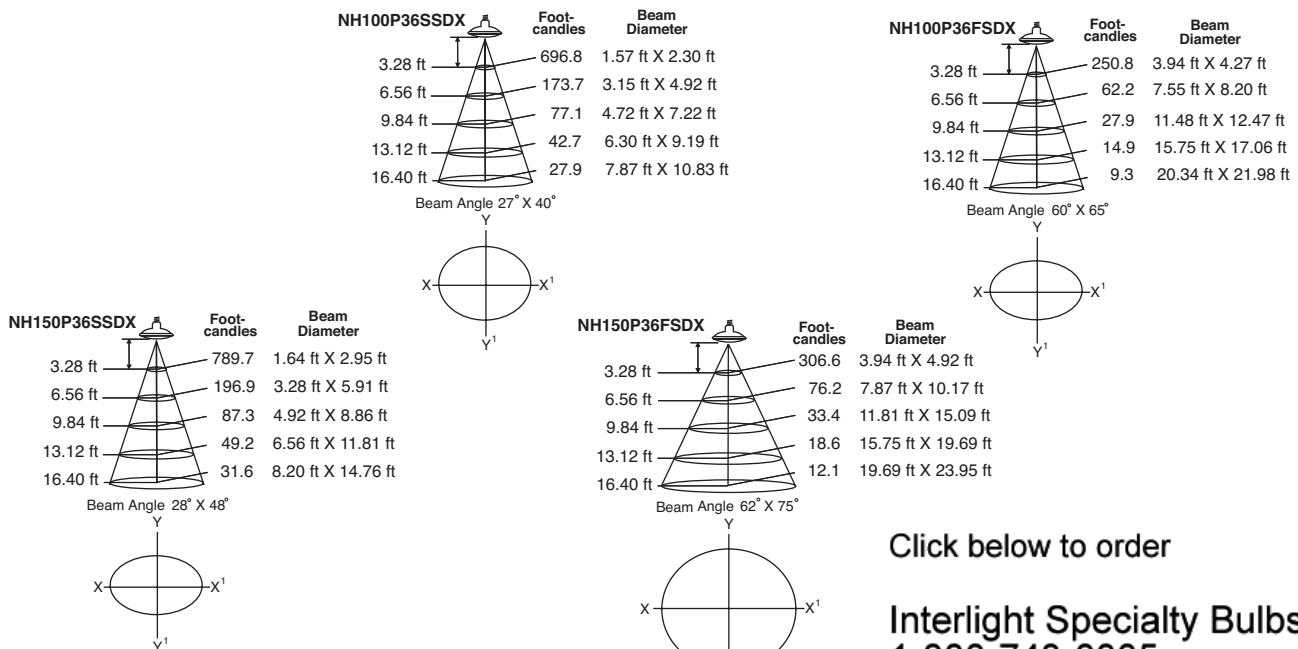 NH100P36SSDX
Foot-
candles
Beam
Diameter
3.28 ft 696.8 1.57 ft X 2.30 ft
6.56 ft 173.7 3.15 ft X 4.92 ft
9.84 ft 77.1 4.72 ft X 7.22 ft
13.12 ft 42.7 6.30 ft X 9.19 ft
16.40 ft 27.9 7.87 ft X 10.83 ft
Beam Angle 27° X 40°
Y
X X¹
Y¹
NH100P36FSDX
Foot-
candles
Beam
Diameter
3.28 ft 250.8 3.94 ft X 4.27 ft
6.56 ft 62.2 7.55 ft X 8.20 ft
9.84 ft 27.9 11.48 ft X 12.47 ft
13.12 ft 14.9 15.75 ft X 17.06 ft
16.40 ft 9.3 20.34 ft X 21.98 ft
Beam Angle 60° X 65°
Y
X X¹
Y¹
NH150P36SSDX
Foot-
candles
Beam
Diameter
3.28 ft 789.7 1.64 ft X 2.95 ft
6.56 ft 196.9 3.28 ft X 5.91 ft
9.84 ft 87.3 4.92 ft X 8.86 ft
13.12 ft 49.2 6.56 ft X 11.81 ft
16.40 ft 31.6 8.20 ft X 14.76 ft
Beam Angle 28° X 48°
Y
X X¹
Y¹
NH150P36FSDX
Foot-
candles
Beam
Diameter
3.28 ft 306.6 3.94 ft X 4.92 ft
6.56 ft 76.2 7.87 ft X 10.17 ft
9.84 ft 33.4 11.81 ft X 15.09 ft
13.12 ft 18.6 15.75 ft X 19.69 ft
16.40 ft 12.1 19.69 ft X 23.95 ft
Beam Angle 62° X 75°
Y
X X¹
Click below to order
Interlight Specialty Bulbs